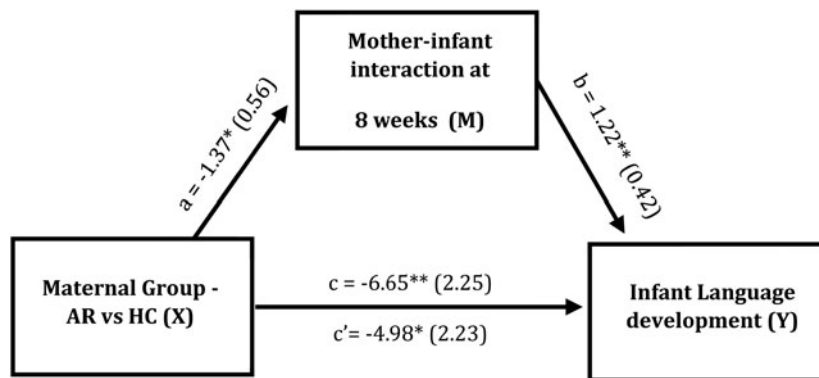 Mother-infant
interaction at
8 weeks (M)
a = -1.37* (0.56)
b = 1.22** (0.42)
Maternal Group -
AR vs HC (X)
c = -6.65** (2.25)
c’= -4.98* (2.23)
Infant Language
development (Y)